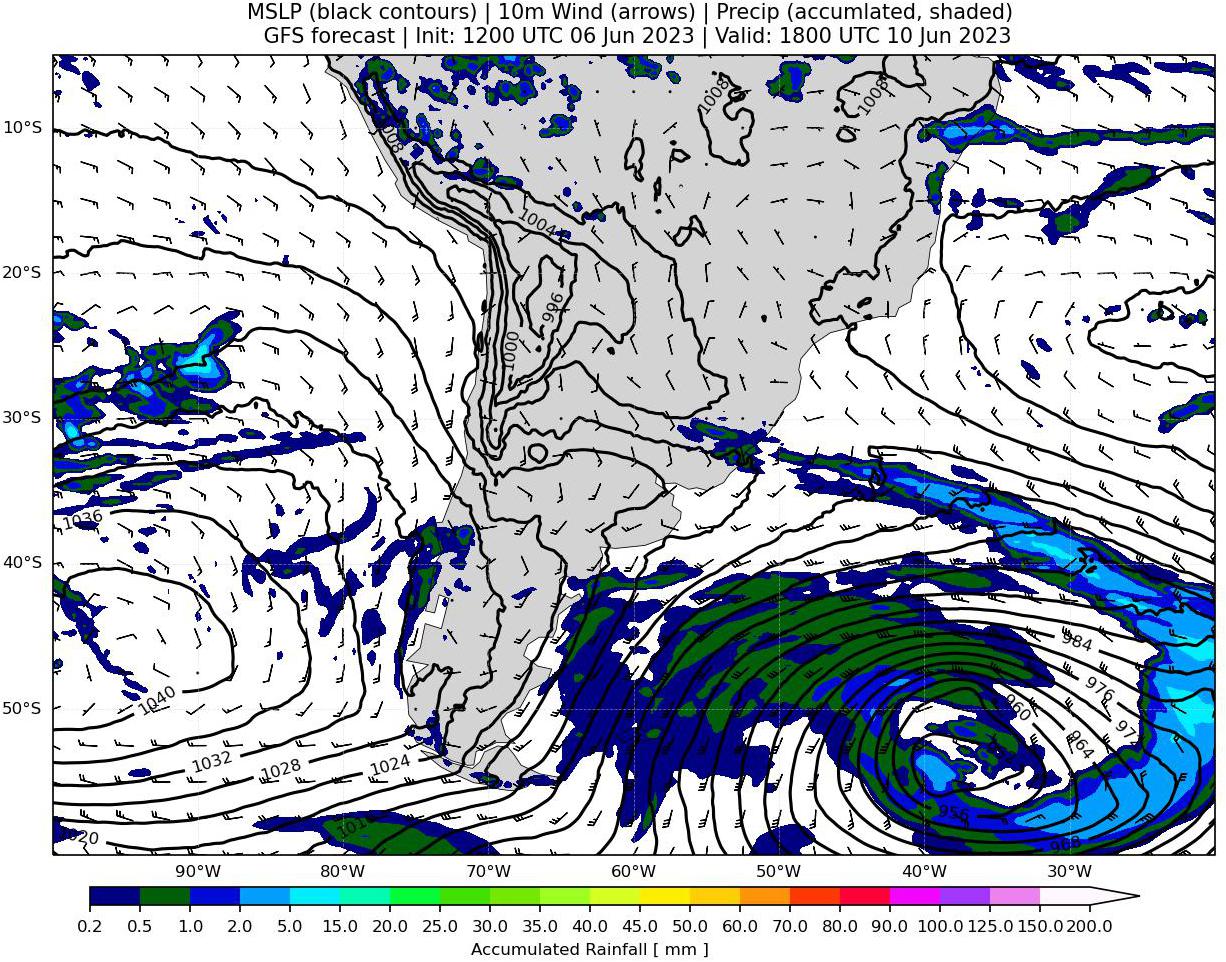 MSLP (black contours) | 10m Wind (arrows) | Precip (accumlated, shaded)
GFS forecast | Init: 1200 UTC 06 Jun 2023 | Valid: 1800 UTC 10 Jun 2023
1008
1008
10°S
1004
20°S
996
1000
30°S
1036
40°S
984
976
1040
960
50°S
964
1032
1028
1024
956
968
90°W 80°W 70°W 60°W 50°W 40°W 30°W
0.2 0.5 1.0 2.0 5.0 15.0 20.0 25.0 30.0 35.0 40.0 45.0 50.0 60.0 70.0 80.0 90.0 100.0 125.0 150.0 200.0
Accumulated Rainfall [ mm ]